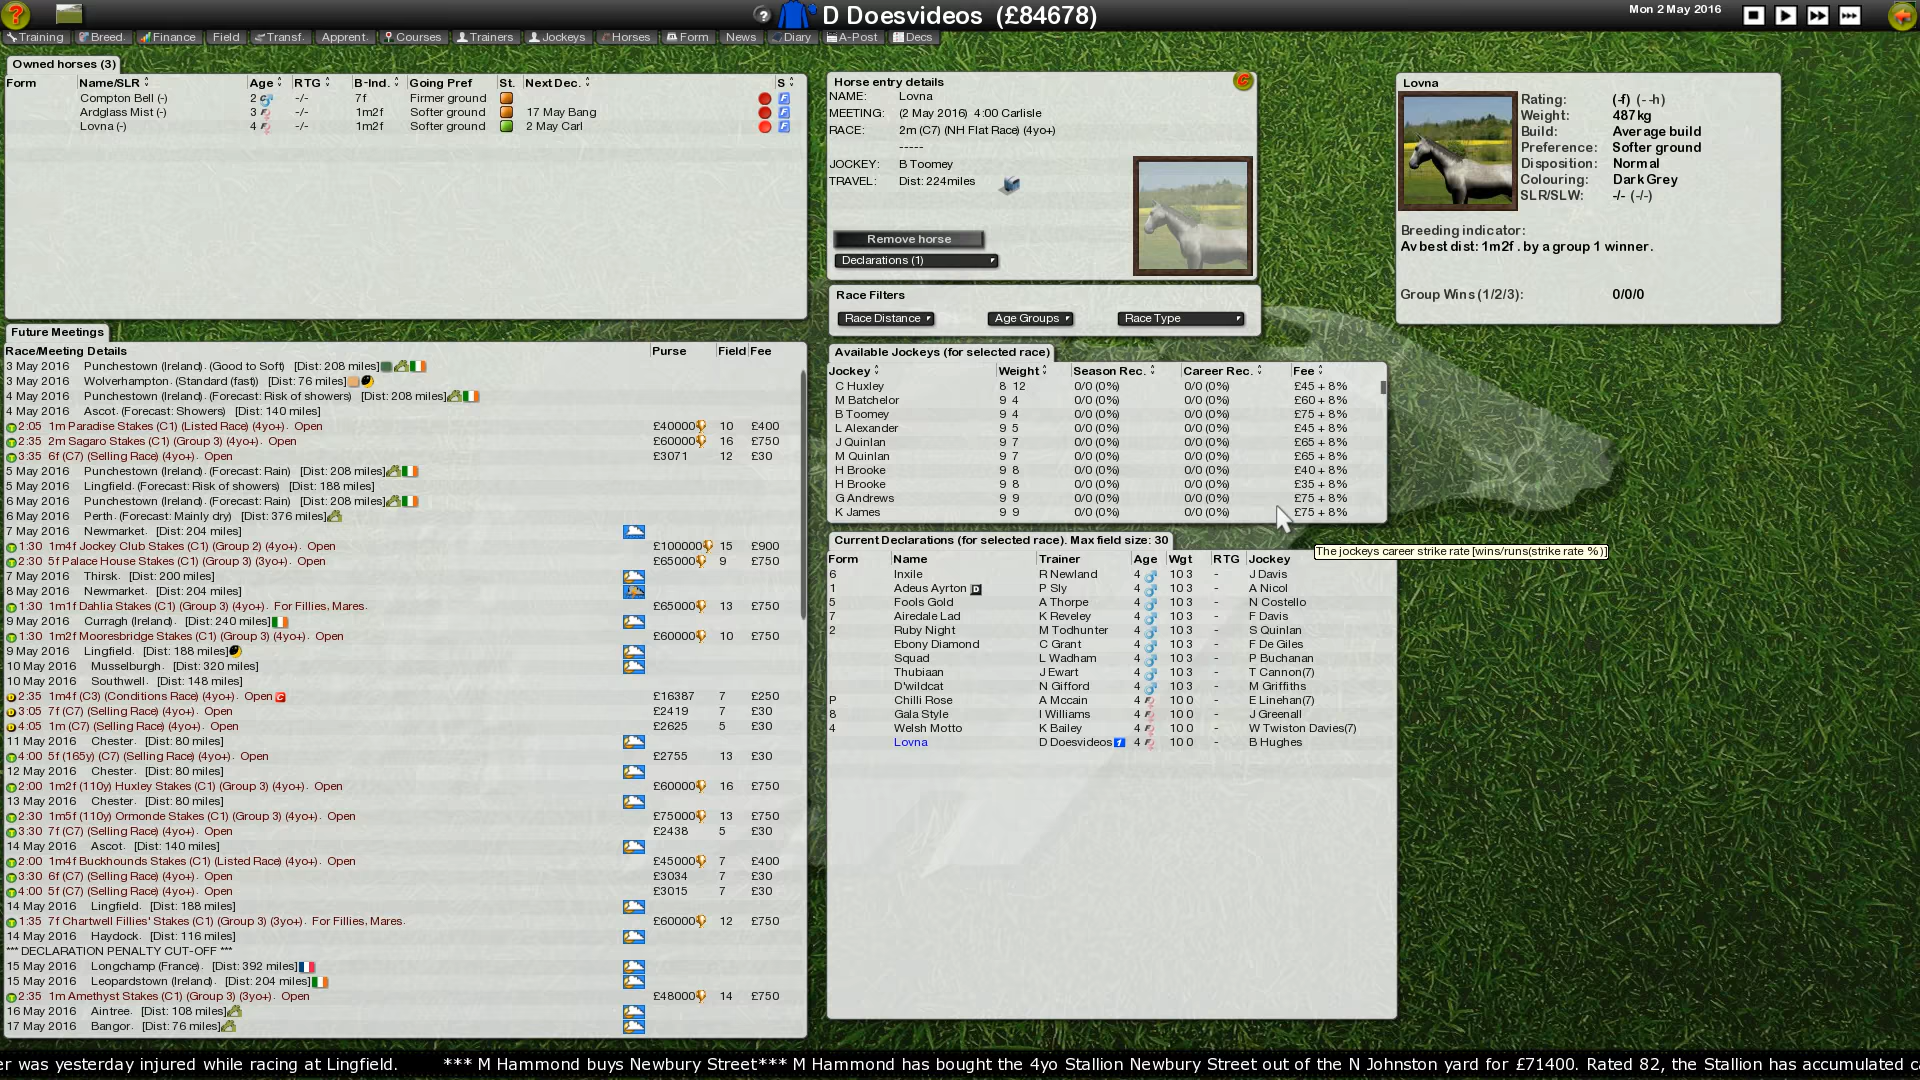 D Doesvideos (£84678)
Mon 2 May 2016
Training Breed. Finance Field Transf. Apprent. Courses Trainers Jockeys Horses Form News Diary A-Post Decs
Owned horses (3)
Form Name/SLR Age RTG B-Ind. Going Pref St. Next Dec. S
Compton Bell (-) 2 -/- 7f Firmer ground
Ardglass Mist (-) 3 -/- 1m2f Softer ground 17 May Bang
Lovna (-) 4 -/- 1m2f Softer ground 2 May Carl
Future Meetings
Race/Meeting Details Purse Field Fee
3 May 2016 Punchestown (Ireland). (Good to Soft) [Dist: 208 miles]
3 May 2016 Wolverhampton. (Standard (fast)) [Dist: 76 miles]
4 May 2016 Punchestown (Ireland). (Forecast: Risk of showers) [Dist: 208 miles]
4 May 2016 Ascot. (Forecast: Showers) [Dist: 140 miles]
2:05 1m Paradise Stakes (C1) (Listed Race) (4yo+). Open £40000 10 £400
2:35 2m Sagaro Stakes (C1) (Group 3) (4yo+). Open £60000 16 £750
3:35 6f (C7) (Selling Race) (4yo+). Open £3071 12 £30
5 May 2016 Punchestown (Ireland). (Forecast: Rain) [Dist: 208 miles]
5 May 2016 Lingfield. (Forecast: Risk of showers) [Dist: 188 miles]
6 May 2016 Punchestown (Ireland). (Forecast: Rain) [Dist: 208 miles]
6 May 2016 Perth. (Forecast: Mainly dry) [Dist: 376 miles]
7 May 2016 Newmarket. [Dist: 204 miles]
1:30 1m4f Jockey Club Stakes (C1) (Group 2) (4yo+). Open £100000 15 £900
2:30 5f Palace House Stakes (C1) (Group 3) (3yo+). Open £65000 9 £750
7 May 2016 Thirsk. [Dist: 200 miles]
8 May 2016 Newmarket. [Dist: 204 miles]
1:30 1m1f Dahlia Stakes (C1) (Group 3) (4yo+). For Fillies, Mares. £65000 13 £750
9 May 2016 Curragh (Ireland). [Dist: 240 miles]
1:30 1m2f Mooresbridge Stakes (C1) (Group 3) (4yo+). Open £60000 10 £750
9 May 2016 Lingfield. [Dist: 188 miles]
10 May 2016 Musselburgh. [Dist: 320 miles]
10 May 2016 Southwell. [Dist: 148 miles]
2:35 1m4f (C3) (Conditions Race) (4yo+). Open £16387 7 £250
3:05 7f (C7) (Selling Race) (4yo+). Open £2419 7 £30
4:05 1m (C7) (Selling Race) (4yo+). Open £2625 5 £30
11 May 2016 Chester. [Dist: 80 miles]
4:00 5f (165y) (C7) (Selling Race) (4yo+). Open £2755 13 £30
12 May 2016 Chester. [Dist: 80 miles]
2:00 1m2f (110y) Huxley Stakes (C1) (Group 3) (4yo+). Open £60000 16 £750
13 May 2016 Chester. [Dist: 80 miles]
2:30 1m5f (110y) Ormonde Stakes (C1) (Group 3) (4yo+). Open £75000 13 £750
3:30 7f (C7) (Selling Race) (4yo+). Open £2438 5 £30
14 May 2016 Ascot. [Dist: 140 miles]
2:00 1m4f Buckhounds Stakes (C1) (Listed Race) (4yo+). Open £45000 7 £400
3:30 6f (C7) (Selling Race) (4yo+). Open £3034 7 £30
4:00 5f (C7) (Selling Race) (4yo+). Open £3015 7 £30
14 May 2016 Lingfield. [Dist: 188 miles]
1:35 7f Chartwell Fillies' Stakes (C1) (Group 3) (3yo+). For Fillies, Mares. £60000 12 £750
14 May 2016 Haydock. [Dist: 116 miles]
*** DECLARATION PENALTY CUT-OFF ***
15 May 2016 Longchamp (France). [Dist: 392 miles]
15 May 2016 Leopardstown (Ireland). [Dist: 204 miles]
2:35 1m Amethyst Stakes (C1) (Group 3) (3yo+). Open £48000 14 £750
16 May 2016 Aintree. [Dist: 108 miles]
17 May 2016 Bangor. [Dist: 76 miles]
Horse entry details
NAME: Lovna
MEETING: (2 May 2016) 4:00 Carlisle
RACE: 2m (C7) (NH Flat Race) (4yo+)
-----
JOCKEY: B Toomey
TRAVEL: Dist: 224miles
Remove horse
Declarations (1)
Race Filters
Race Distance Age Groups Race Type
Available Jockeys (for selected race)
Jockey Weight Season Rec. Career Rec. Fee
C Huxley 8 12 0/0 (0%) 0/0 (0%) £45 + 8%
M Batchelor 9 4 0/0 (0%) 0/0 (0%) £60 + 8%
B Toomey 9 4 0/0 (0%) 0/0 (0%) £75 + 8%
L Alexander 9 5 0/0 (0%) 0/0 (0%) £45 + 8%
J Quinlan 9 7 0/0 (0%) 0/0 (0%) £65 + 8%
M Quinlan 9 7 0/0 (0%) 0/0 (0%) £65 + 8%
H Brooke 9 8 0/0 (0%) 0/0 (0%) £40 + 8%
H Brooke 9 8 0/0 (0%) 0/0 (0%) £35 + 8%
G Andrews 9 9 0/0 (0%) 0/0 (0%) £75 + 8%
K James 9 9 0/0 (0%) 0/0 (0%) £75 + 8%
The jockeys career strike rate [wins/runs(strike rate %)]
Current Declarations (for selected race). Max field size: 30
Form Name Trainer Age Wgt RTG Jockey
6 Inxile R Newland 4 10 3 - J Davis
1 Adeus Ayrton D P Sly 4 10 3 - A Nicol
5 Fools Gold A Thorpe 4 10 3 - N Costello
7 Airedale Lad K Reveley 4 10 3 - F Davis
2 Ruby Night M Todhunter 4 10 3 - S Quinlan
Ebony Diamond C Grant 4 10 3 - F De Giles
Squad L Wadham 4 10 3 - P Buchanan
Thubiaan J Ewart 4 10 3 - T Cannon(7)
D'wildcat N Gifford 4 10 3 - M Griffiths
P Chilli Rose A Mccain 4 10 0 - E Linehan(7)
8 Gala Style I Williams 4 10 0 - J Greenall
4 Welsh Motto K Bailey 4 10 0 - W Twiston Davies(7)
Lovna D Doesvideos 4 10 0 - B Hughes
Lovna
Rating: (-f) (--h)
Weight: 487kg
Build: Average build
Preference: Softer ground
Disposition: Normal
Colouring: Dark Grey
SLR/SLW: -/- (-/-)
Breeding indicator:
Av best dist: 1m2f. by a group 1 winner.
Group Wins (1/2/3): 0/0/0
er was yesterday injured while racing at Lingfield. *** M Hammond buys Newbury Street*** M Hammond has bought the 4yo Stallion Newbury Street out of the N Johnston yard for £71400. Rated 82, the Stallion has accumulated c